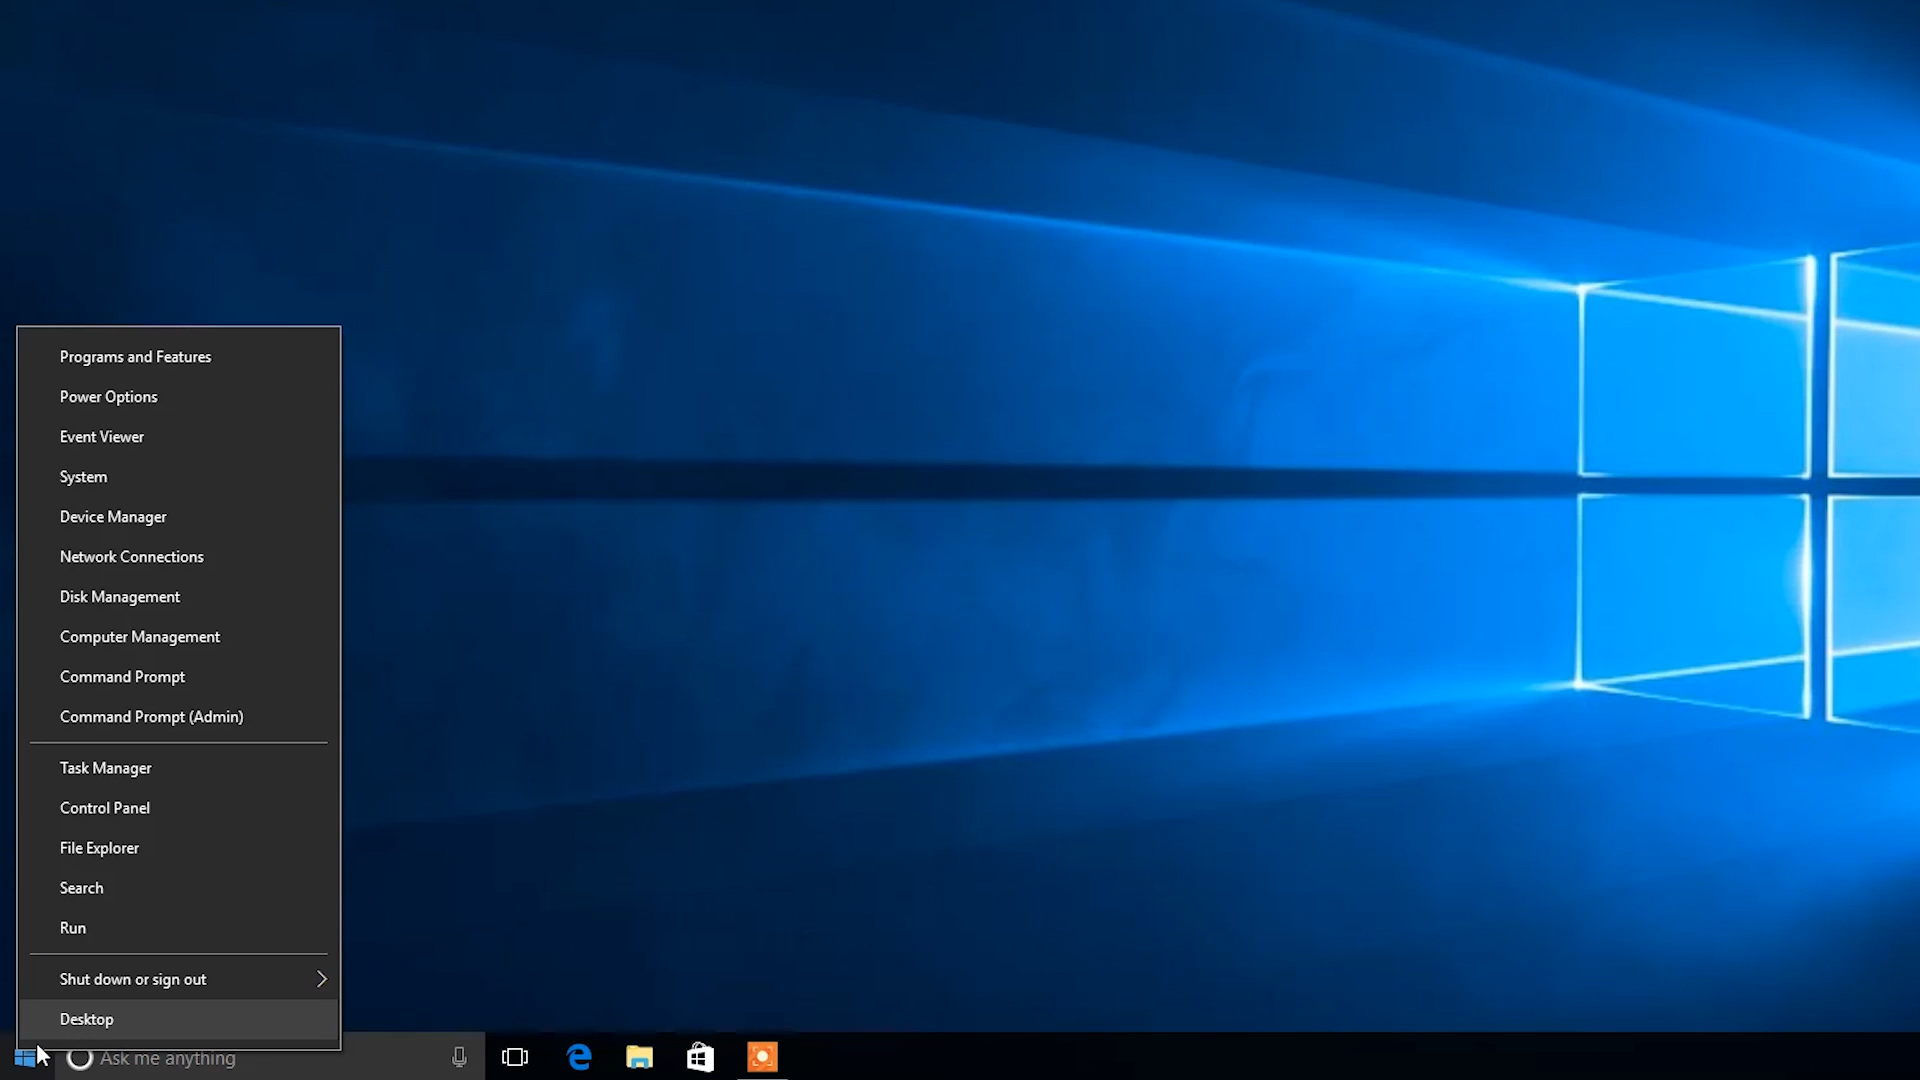 Programs and Features
Power Options
Event Viewer
System
Device Manager
Network Connections
Disk Management
Computer Management
Command Prompt
Command Prompt (Admin)
Task Manager
Control Panel
File Explorer
Search
Run
Shut down or sign out
Desktop
Ask me anything